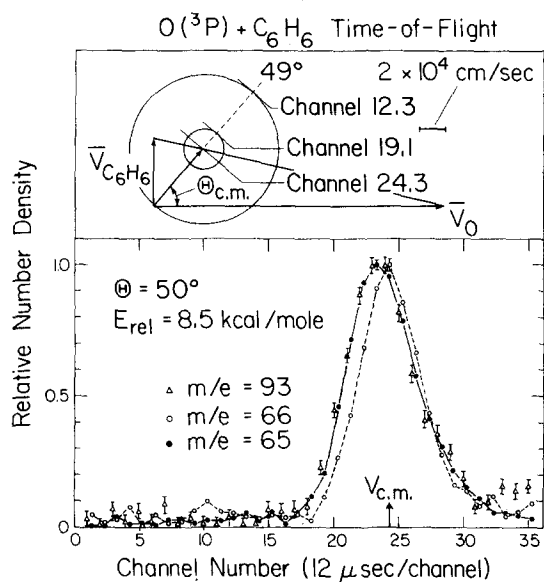 O(³P) + C₆H₆ Time-of-Flight
49°
2 × 10⁴ cm/sec
Channel 12.3
Channel 19.1
Channel 24.3
V̄C₆H₆
Θc.m.
V̄O
Relative Number Density
1.0
0.5
0
Θ = 50°
Erel = 8.5 kcal/mole
△ m/e = 93
○ m/e = 66
● m/e = 65
Vc.m.
0 5 10 15 20 25 30 35
Channel Number (12 μsec/channel)